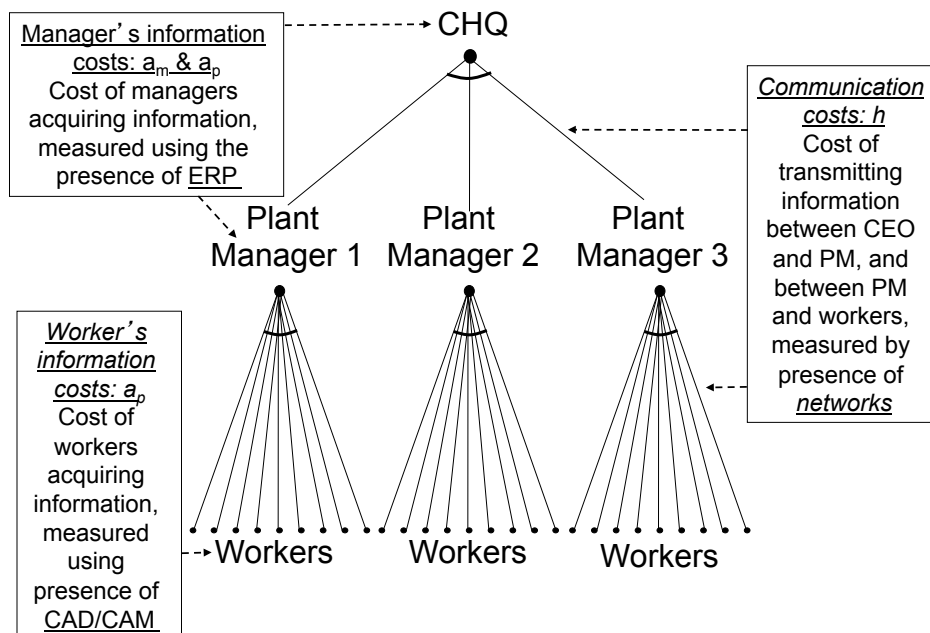 CHQ
Manager's information
costs: a_m & a_p
Cost of managers
acquiring information,
measured using the
presence of ERP
Communication
costs: h
Cost of
transmitting
information
between CEO
and PM, and
between PM
and workers,
measured by
presence of
networks
Plant
Manager 1
Plant
Manager 2
Plant
Manager 3
Worker's
information
costs: a_p
Cost of
workers
acquiring
information,
measured
using
presence of
CAD/CAM
Workers
Workers
Workers